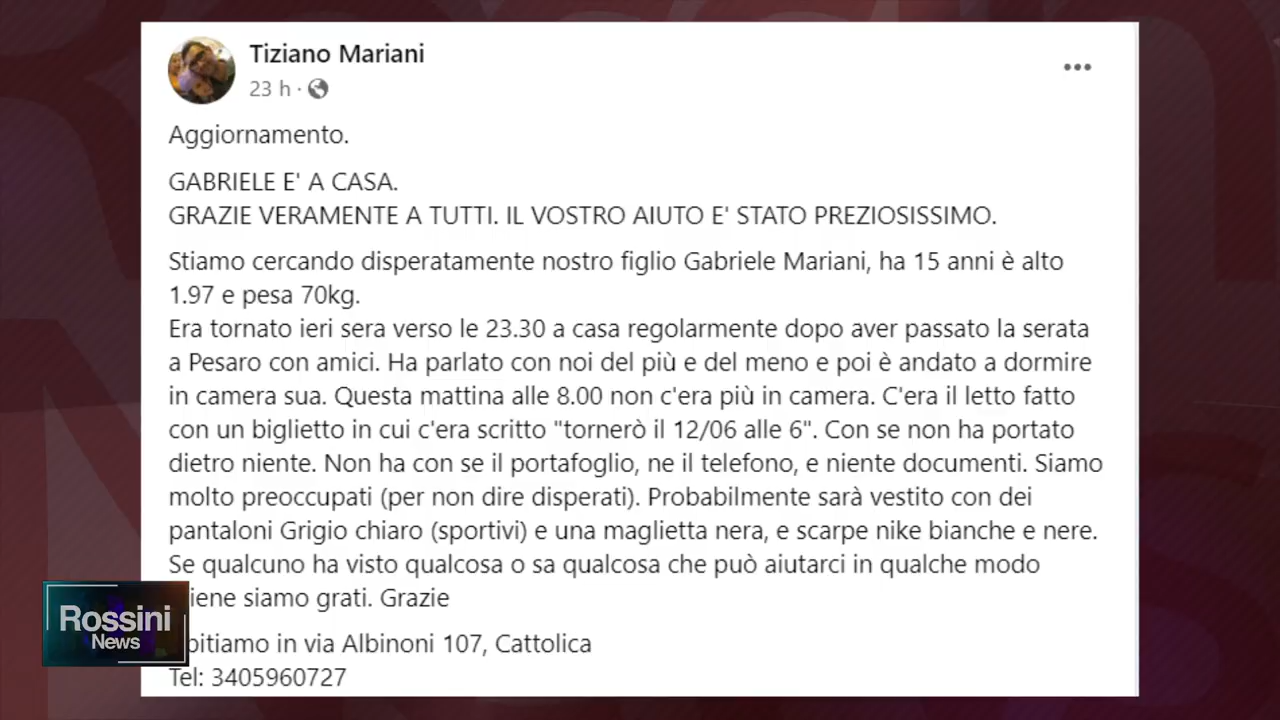 Tiziano Mariani
23 h ·
Aggiornamento.
GABRIELE E' A CASA.
GRAZIE VERAMENTE A TUTTI. IL VOSTRO AIUTO E' STATO PREZIOSISSIMO.
Stiamo cercando disperatamente nostro figlio Gabriele Mariani, ha 15 anni è alto
1.97 e pesa 70kg.
Era tornato ieri sera verso le 23.30 a casa regolarmente dopo aver passato la serata
a Pesaro con amici. Ha parlato con noi del più e del meno e poi è andato a dormire
in camera sua. Questa mattina alle 8.00 non c'era più in camera. C'era il letto fatto
con un biglietto in cui c'era scritto "tornerò il 12/06 alle 6". Con se non ha portato
dietro niente. Non ha con se il portafoglio, ne il telefono, e niente documenti. Siamo
molto preoccupati (per non dire disperati). Probabilmente sarà vestito con dei
pantaloni Grigio chiaro (sportivi) e una maglietta nera, e scarpe nike bianche e nere.
Se qualcuno ha visto qualcosa o sa qualcosa che può aiutarci in qualche modo
siamo grati. Grazie
in via Albinoni 107, Cattolica
Tel: 3405960727
Rossini
News